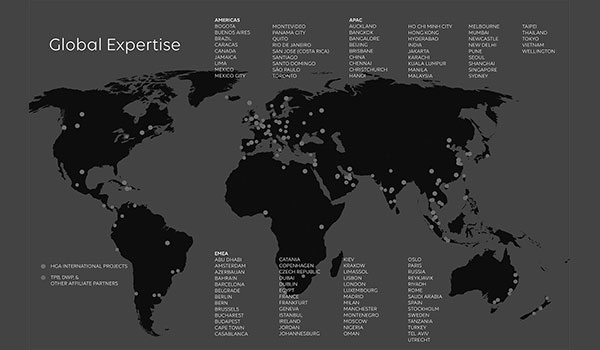 Global Expertise
AMERICAS
BOGOTA
BUENOS AIRES
BRAZIL
CARACAS
CANADA
JAMAICA
LIMA
MEXICO
MEXICO CITY
MONTEVIDEO
PANAMA CITY
QUITO
RIO DE JANEIRO
SAN JOSE (COSTA RICA)
SANTIAGO
SANTO DOMINGO
SÃO PAULO
TORONTO
APAC
AUCKLAND
BANGKOK
BANGALORE
BEIJING
BRISBANE
CHINA
CHENNAI
CHRISTCHURCH
HANOI
HO CHI MINH CITY
HONG KONG
HYDERABAD
INDIA
JAKARTA
KARACHI
KUALA LUMPUR
MANILA
MALAYSIA
MELBOURNE
MUMBAI
NEWCASTLE
NEW DELHI
PUNE
SEOUL
SHANGHAI
SINGAPORE
SYDNEY
TAIPEI
THAILAND
TOKYO
VIETNAM
WELLINGTON
HGA INTERNATIONAL PROJECTS
TPB, DWP, &
OTHER AFFILIATE PARTNERS
EMEA
ABU DHABI
AMSTERDAM
AZERBAIJAN
BAHRAIN
BARCELONA
BELGRADE
BERLIN
BERN
BRUSSELS
BUCHAREST
BUDAPEST
CAPE TOWN
CASABLANCA
CATANIA
COPENHAGEN
CZECH REPUBLIC
DUBAI
DUBLIN
EGYPT
FRANCE
FRANKFURT
GENEVA
ISTANBUL
IRELAND
JORDAN
JOHANNESBURG
KIEV
KRAKOW
LIMASSOL
LISBON
LONDON
LUXEMBOURG
MADRID
MILAN
MANCHESTER
MONTENEGRO
MOSCOW
NIGERIA
OMAN
OSLO
PARIS
RUSSIA
REYKJAVIK
RIYADH
ROME
SAUDI ARABIA
SPAIN
STOCKHOLM
SWEDEN
TANZANIA
TURKEY
TEL AVIV
UTRECHT